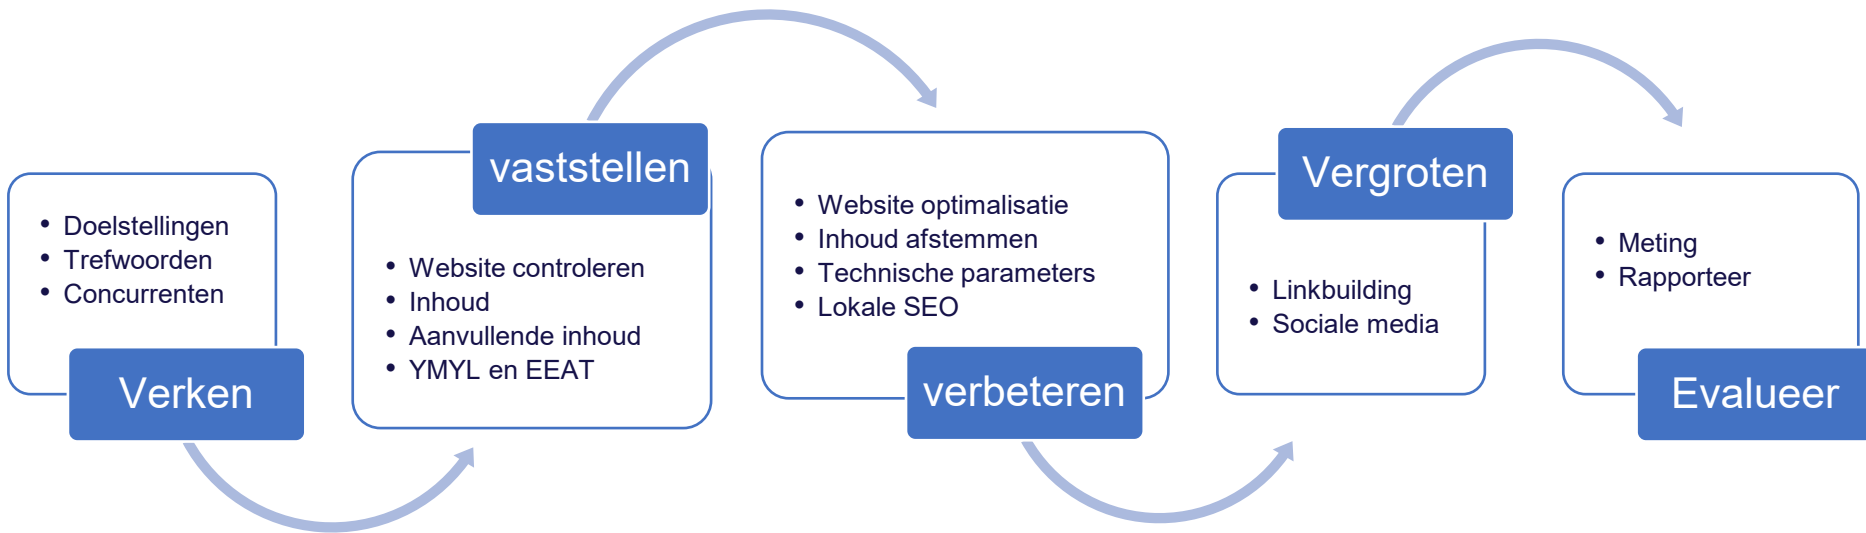 • Doelstellingen
• Trefwoorden
• Concurrenten
Verken
vaststellen
• Website controleren
• Inhoud
• Aanvullende inhoud
• YMYL en EEAT
• Website optimalisatie
• Inhoud afstemmen
• Technische parameters
• Lokale SEO
verbeteren
Vergroten
• Linkbuilding
• Sociale media
• Meting
• Rapporteer
Evalueer